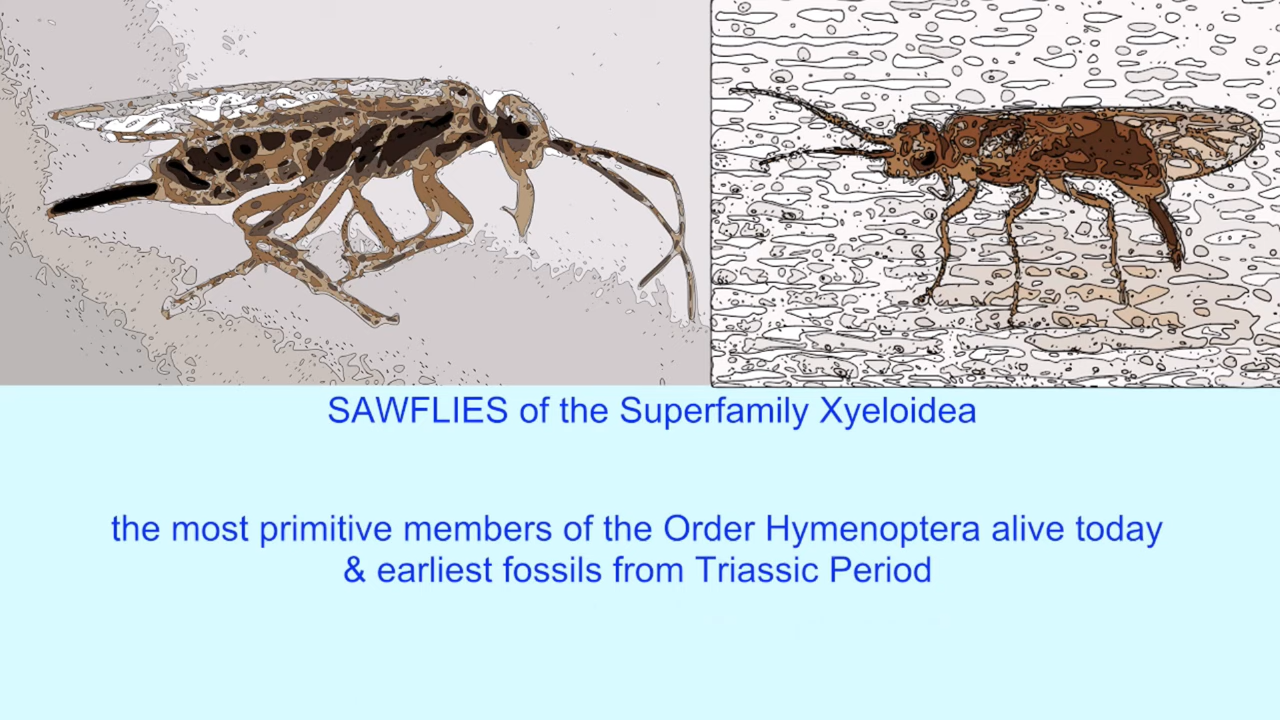 SAWFLIES of the Superfamily Xyeloidea
the most primitive members of the Order Hymenoptera alive today
& earliest fossils from Triassic Period